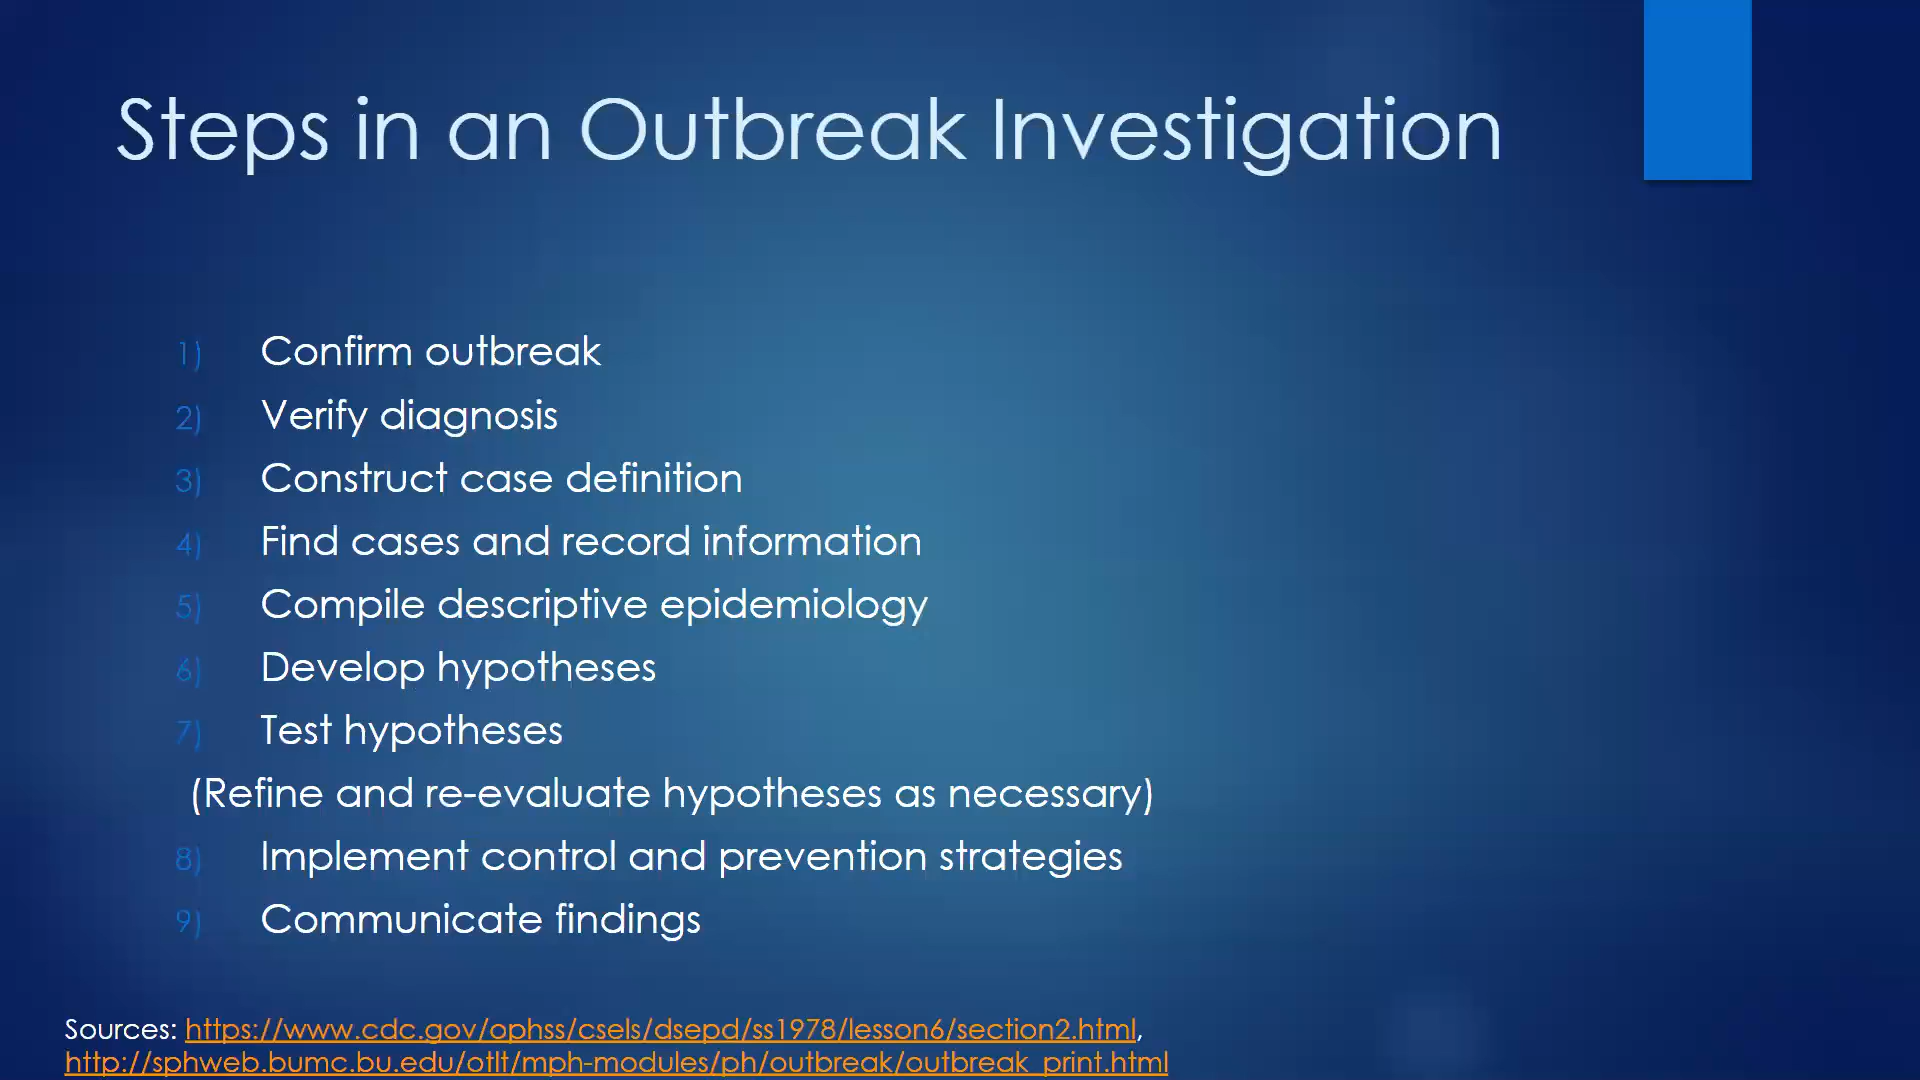 Steps in an Outbreak Investigation
1) Confirm outbreak
2) Verify diagnosis
3) Construct case definition
4) Find cases and record information
5) Compile descriptive epidemiology
6) Develop hypotheses
7) Test hypotheses
(Refine and re-evaluate hypotheses as necessary)
8) Implement control and prevention strategies
9) Communicate findings
Sources: https://www.cdc.gov/ophss/csels/dsepd/ss1978/lesson6/section2.html,
http://sphweb.bumc.bu.edu/otlt/mph-modules/ph/outbreak/outbreak_print.html